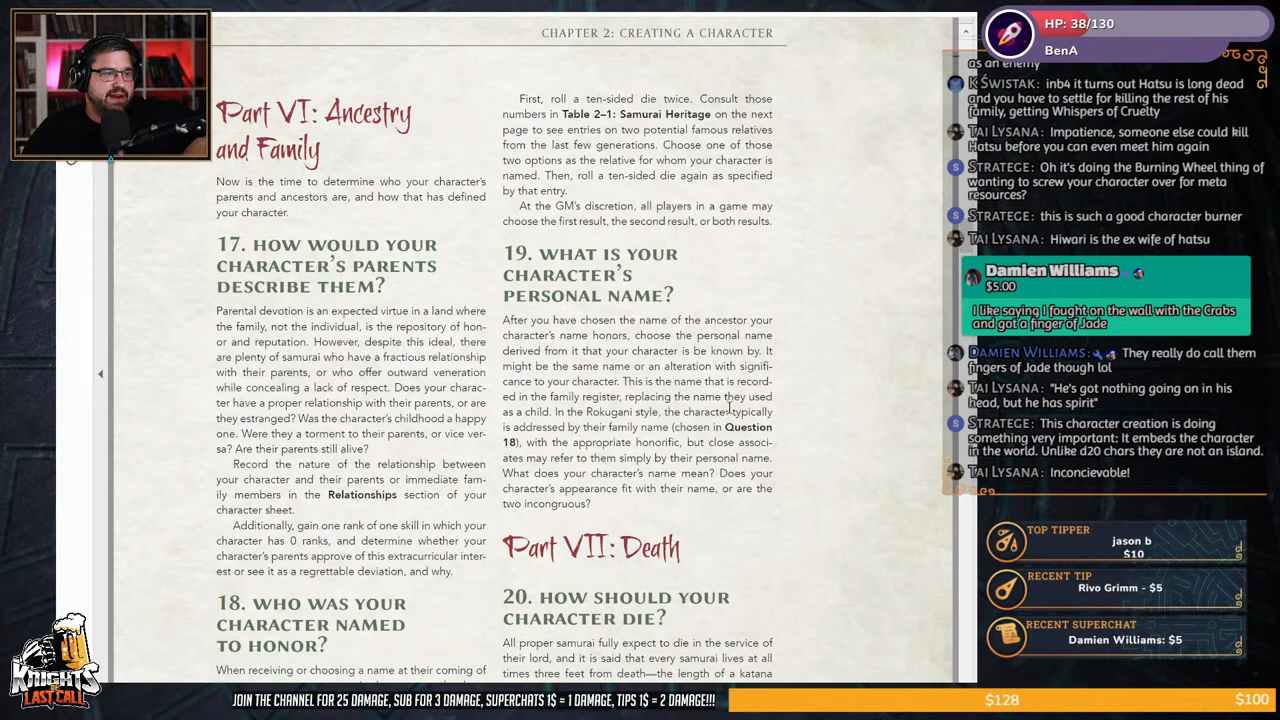 CHAPTER 2: CREATING A CHARACTER
Part VI: Ancestry
and Family
Now is the time to determine who your character's
parents and ancestors are, and how that has defined
your character.
17. HOW WOULD YOUR
CHARACTER'S PARENTS
DESCRIBE THEM?
Parental devotion is an expected virtue in a land where
the family, not the individual, is the repository of hon-
or and reputation. However, despite this ideal, there
are plenty of samurai who have a fractious relationship
with their parents, or who offer outward veneration
while concealing a lack of respect. Does your charac-
ter have a proper relationship with their parents, or are
they estranged? Was the character's childhood a happy
one. Were they a torment to their parents, or vice ver-
sa? Are their parents still alive?
Record the nature of the relationship between
your character and their parents or immediate fam-
ily members in the Relationships section of your
character sheet.
Additionally, gain one rank of one skill in which your
character has 0 ranks, and determine whether your
character's parents approve of this extracurricular inter-
est or see it as a regrettable deviation, and why.
18. WHO WAS YOUR
CHARACTER NAMED
TO HONOR?
When receiving or choosing a name at their coming of
First, roll a ten-sided die twice. Consult those
numbers in Table 2–1: Samurai Heritage on the next
page to see entries on two potential famous relatives
from the last few generations. Choose one of those
two options as the relative for whom your character is
named. Then, roll a ten-sided die again as specified
by that entry.
At the GM's discretion, all players in a game may
choose the first result, the second result, or both results.
19. WHAT IS YOUR
CHARACTER'S
PERSONAL NAME?
After you have chosen the name of the ancestor your
character's name honors, choose the personal name
derived from it that your character is be known by. It
might be the same name or an alteration with signifi-
cance to your character. This is the name that is record-
ed in the family register, replacing the name they used
as a child. In the Rokugani style, the character typically
is addressed by their family name (chosen in Question
18), with the appropriate honorific, but close associ-
ates may refer to them simply by their personal name.
What does your character's name mean? Does your
character's appearance fit with their name, or are the
two incongruous?
Part VII: Death
20. HOW SHOULD YOUR
CHARACTER DIE?
All proper samurai fully expect to die in the service of
their lord, and it is said that every samurai lives at all
times three feet from death—the length of a katana
HP: 38/130
BenA
as an enemy
K ŚWISTAK: inb4 it turns out Hatsu is long dead
and you have to settle for killing the rest of his
family, getting Whispers of Cruelty
TAI LYSANA: Impatience, someone else could kill
Hatsu before you can even meet him again
S STRATEGE: Oh it's doing the Burning Wheel thing of
wanting to screw your character over for meta
resources?
S STRATEGE: this is such a good character burner
TAI LYSANA: Hiwari is the ex wife of hatsu
Damien Williams
$5.00
I like saying I fought on the wall with the Crabs
and got a finger of Jade
DAMIEN WILLIAMS: They really do call them
fingers of Jade though lol
TAI LYSANA: "He's got nothing going on in his
head, but he has spirit"
S STRATEGE: This character creation is doing
something very important: It embeds the character
in the world. Unlike d20 chars they are not an island.
TAI LYSANA: Inconcievable!
TOP TIPPER
jason b
$10
RECENT TIP
Rivo Grimm - $5
RECENT SUPERCHAT
Damien Williams: $5
KNIGHTS
OF
LAST CALL
JOIN THE CHANNEL FOR 25 DAMAGE, SUB FOR 3 DAMAGE, SUPERCHATS 1$ = 1 DAMAGE, TIPS 1$ = 2 DAMAGE!!!
$128
$100